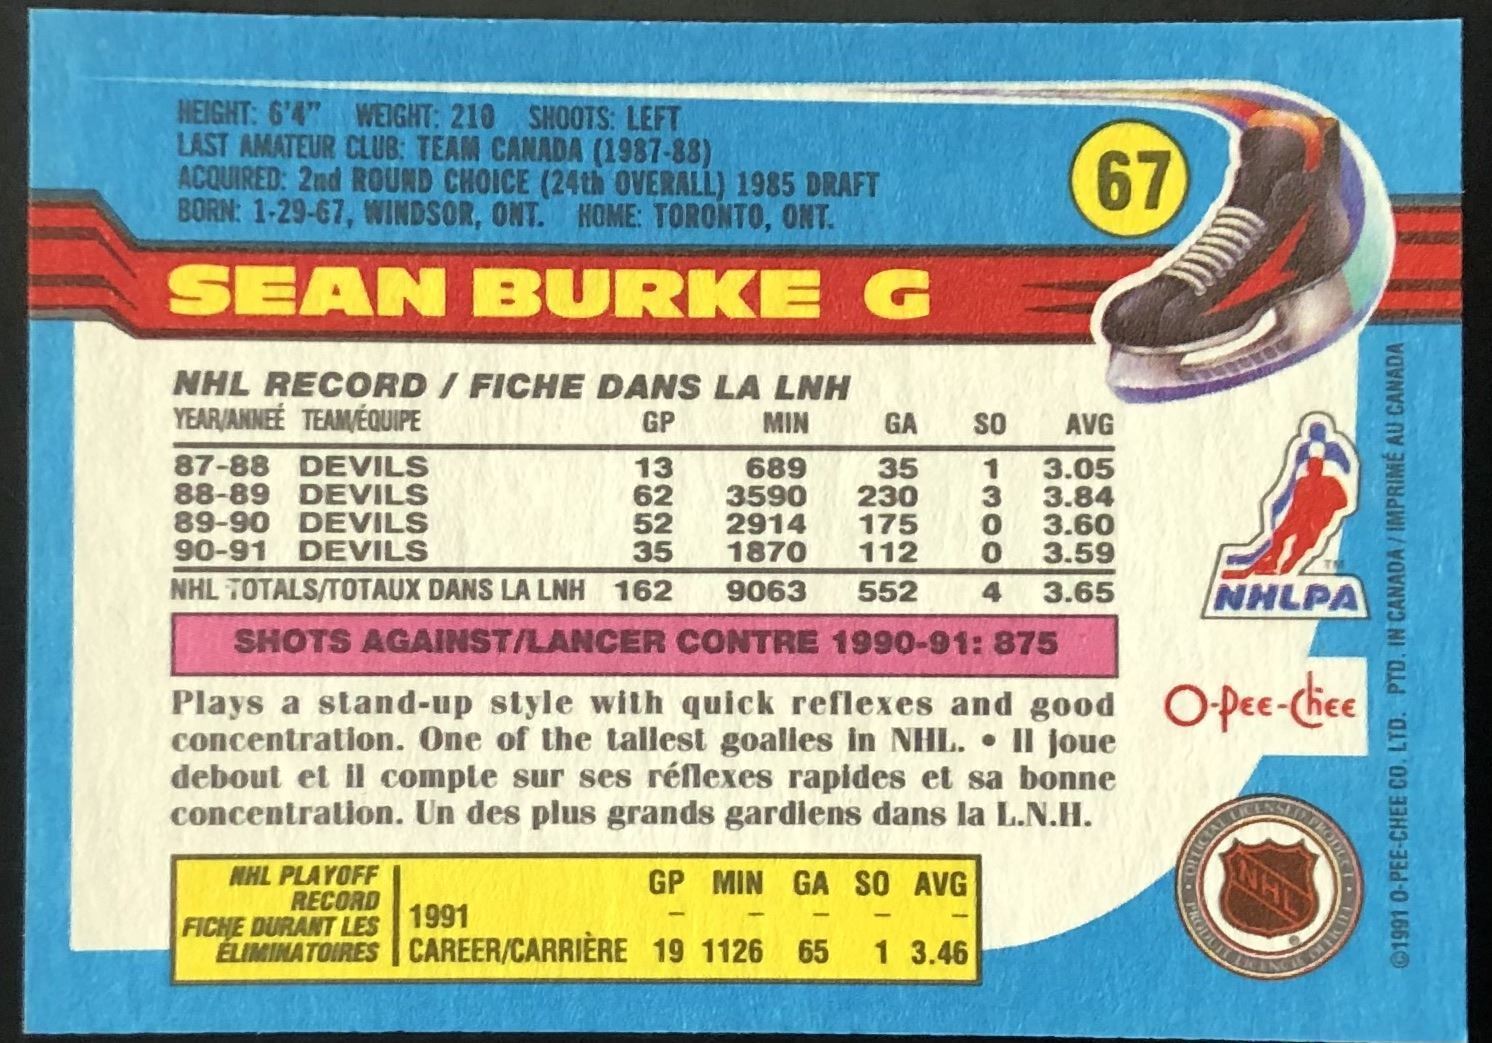 HEIGHT: 6'4" WEIGHT: 210 SHOOTS: LEFT
LAST AMATEUR CLUB: TEAM CANADA (1987-88)
ACQUIRED: 2nd ROUND CHOICE (24th OVERALL) 1985 DRAFT
BORN: 1-29-67, WINDSOR, ONT. HOME: TORONTO, ONT.
67
SEAN BURKE G
NHL RECORD / FICHE DANS LA LNH
YEAR/ANNEÉ TEAM/ÉQUIPE GP MIN GA SO AVG
87-88 DEVILS 13 689 35 1 3.05
88-89 DEVILS 62 3590 230 3 3.84
89-90 DEVILS 52 2914 175 0 3.60
90-91 DEVILS 35 1870 112 0 3.59
NHL TOTALS/TOTAUX DANS LA LNH 162 9063 552 4 3.65
SHOTS AGAINST/LANCER CONTRE 1990-91: 875
Plays a stand-up style with quick reflexes and good
concentration. One of the tallest goalies in NHL. • Il joue
debout et il compte sur ses réflexes rapides et sa bonne
concentration. Un des plus grands gardiens dans la L.N.H.
NHL PLAYOFF
RECORD
FICHE DURANT LES
ÉLIMINATOIRES
GP MIN GA SO AVG
1991 – – – – –
CAREER/CARRIÈRE 19 1126 65 1 3.46
TM
NHLPA
O-Pee-Chee
OFFICIAL LICENSED PRODUCT
NHL
®
PRODUIT LICENCIÉ OFFICIEL
©1991 O-PEE-CHEE CO. LTD. PTD. IN CANADA / IMPRIMÉ AU CANADA